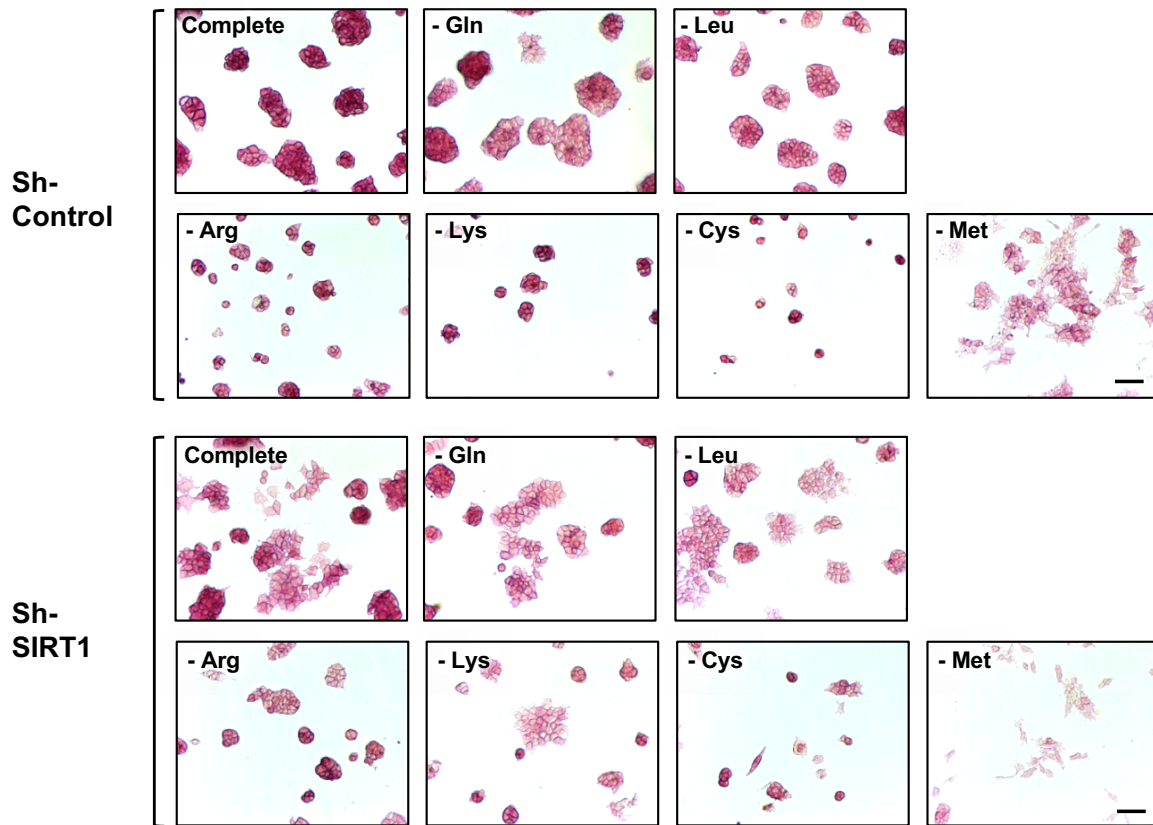 Sh-
Control
Complete
- Gln
- Leu
- Arg
- Lys
- Cys
- Met
Sh-
SIRT1
Complete
- Gln
- Leu
- Arg
- Lys
- Cys
- Met